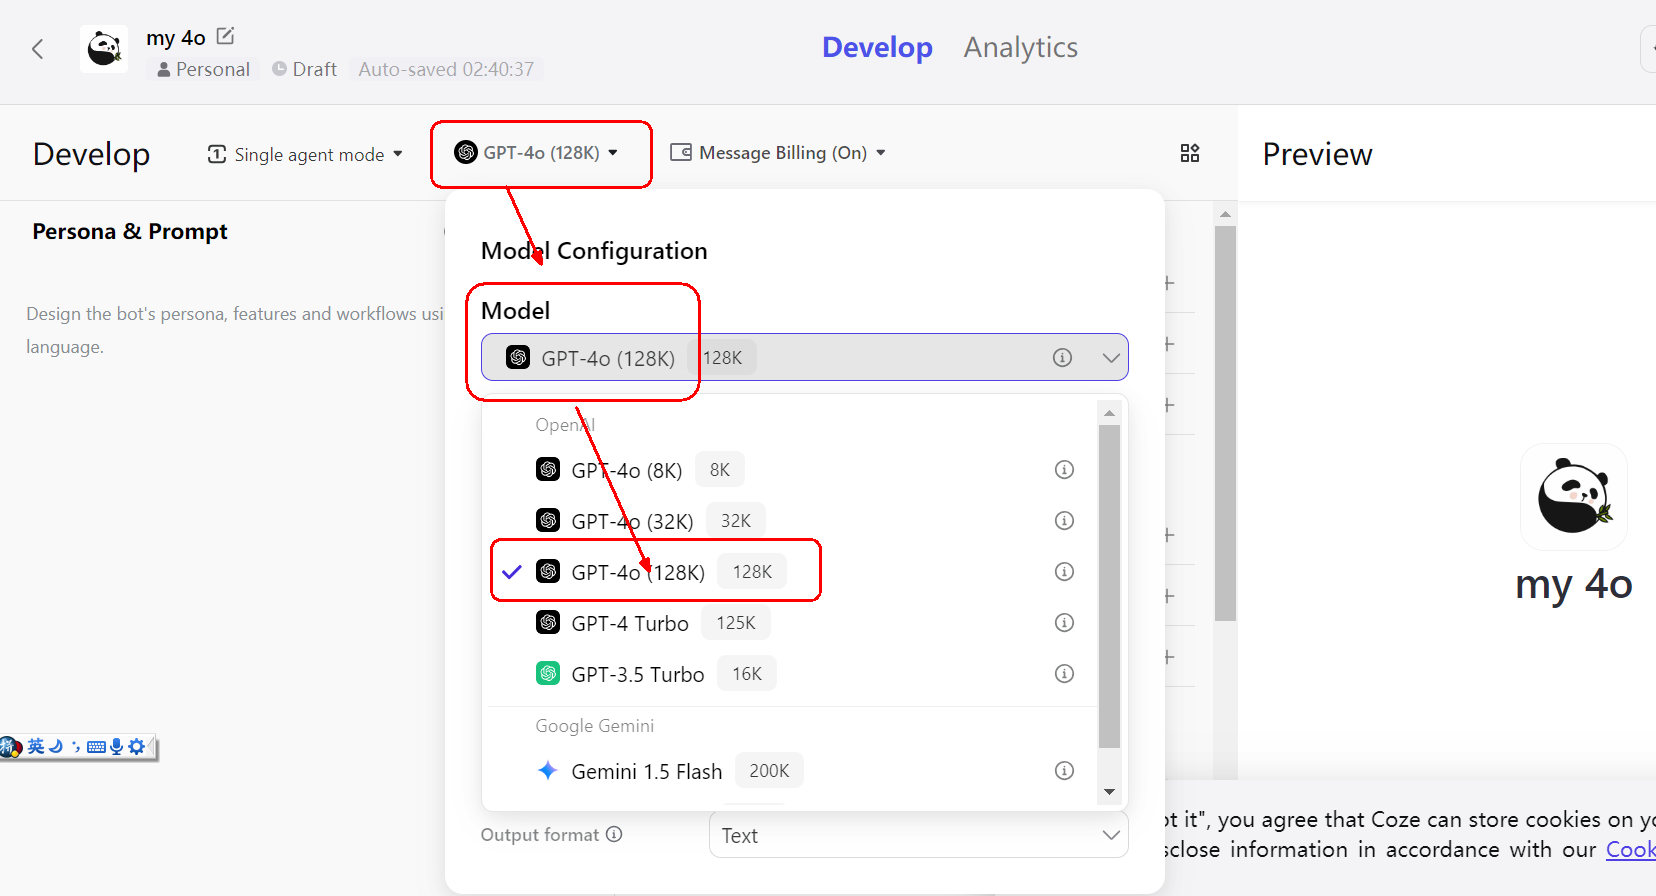 my 4o
Develop
Analytics
Personal
Draft
Auto-saved 02:40:37
Develop
1 Single agent mode
GPT-4o (128K)
Message Billing (On)
Preview
Persona & Prompt
Design the bot's persona, features and workflows usi
language.
Model Configuration
Model
GPT-4o (128K) 128K
OpenAI
GPT-4o (8K) 8K
GPT-4o (32K) 32K
GPT-4o (128K) 128K
GPT-4 Turbo 125K
GPT-3.5 Turbo 16K
Google Gemini
Gemini 1.5 Flash 200K
Output format
Text
my 4o
拼 英
ot it", you agree that Coze can store cookies on yo
sclose information in accordance with our Cook